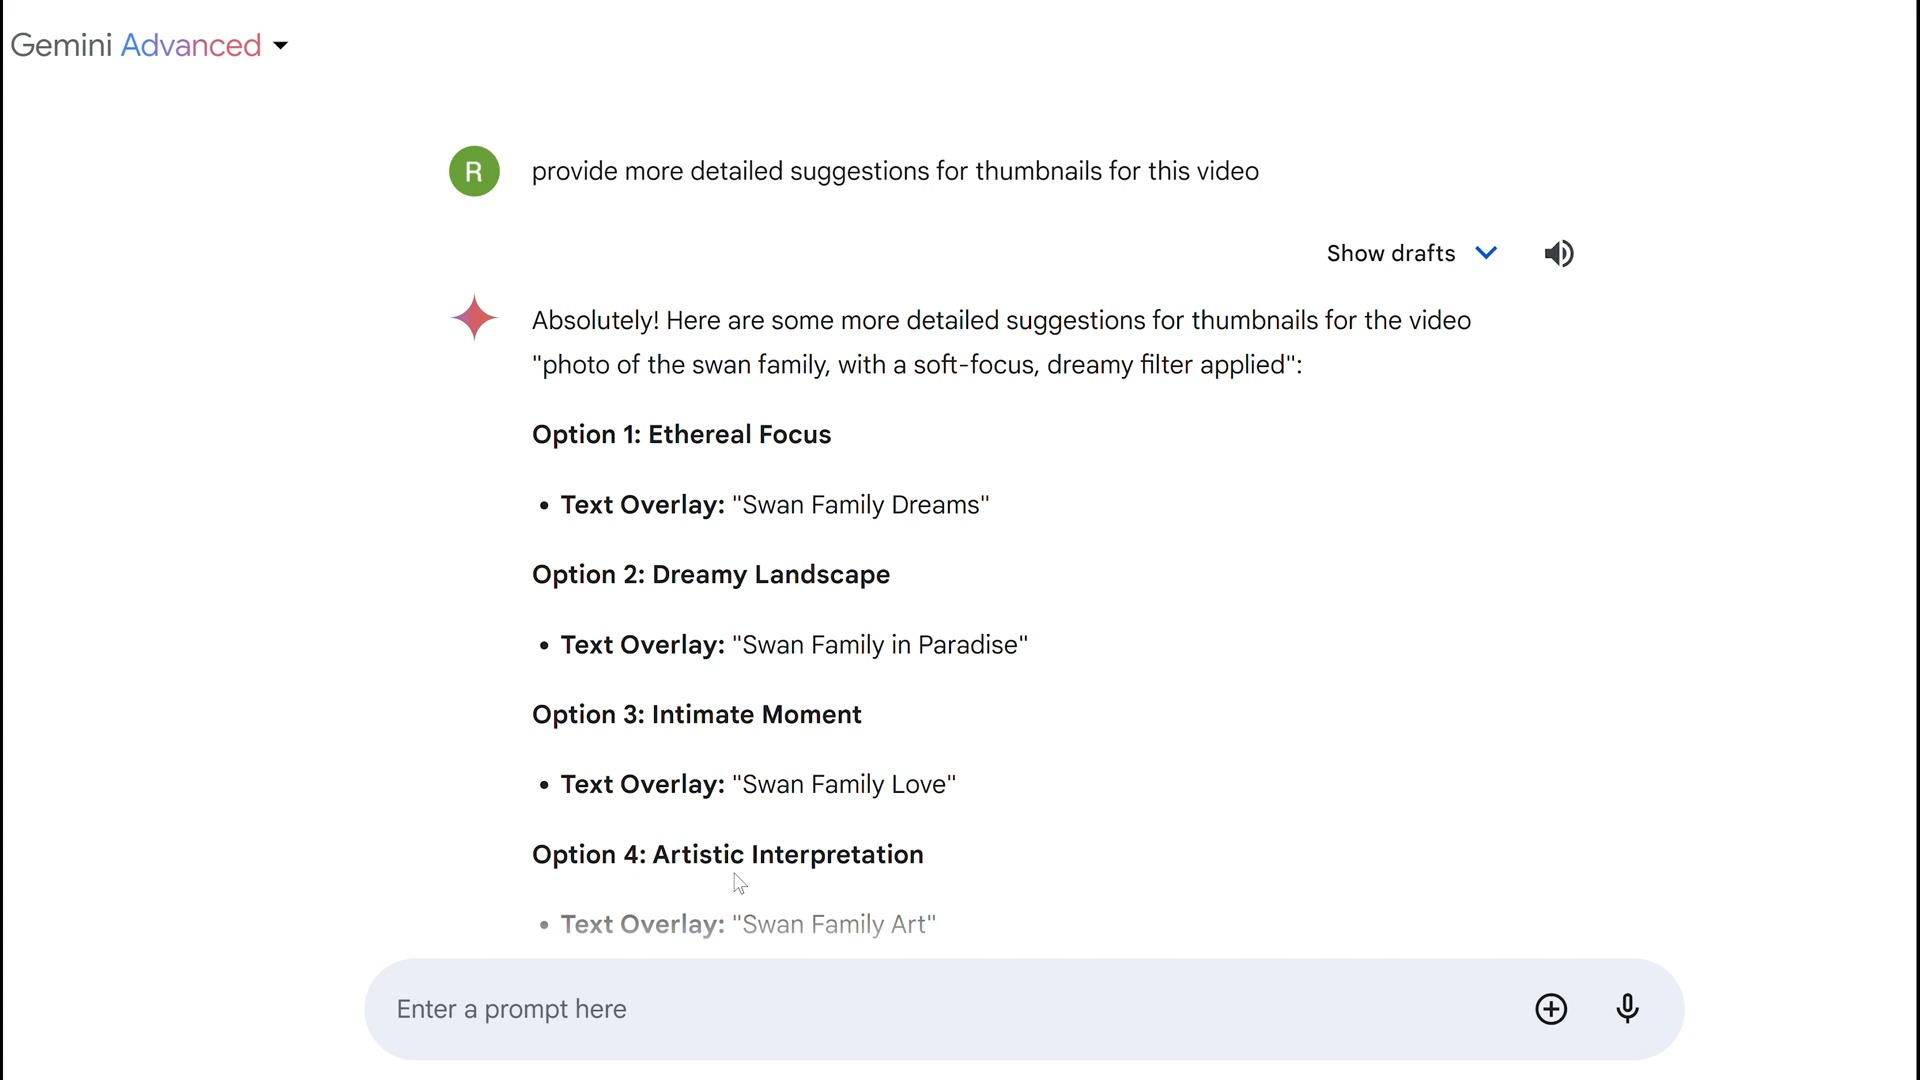 Gemini Advanced
R
provide more detailed suggestions for thumbnails for this video
Show drafts
Absolutely! Here are some more detailed suggestions for thumbnails for the video
"photo of the swan family, with a soft-focus, dreamy filter applied":
Option 1: Ethereal Focus
• Text Overlay: "Swan Family Dreams"
Option 2: Dreamy Landscape
• Text Overlay: "Swan Family in Paradise"
Option 3: Intimate Moment
• Text Overlay: "Swan Family Love"
Option 4: Artistic Interpretation
• Text Overlay: "Swan Family Art"
Enter a prompt here